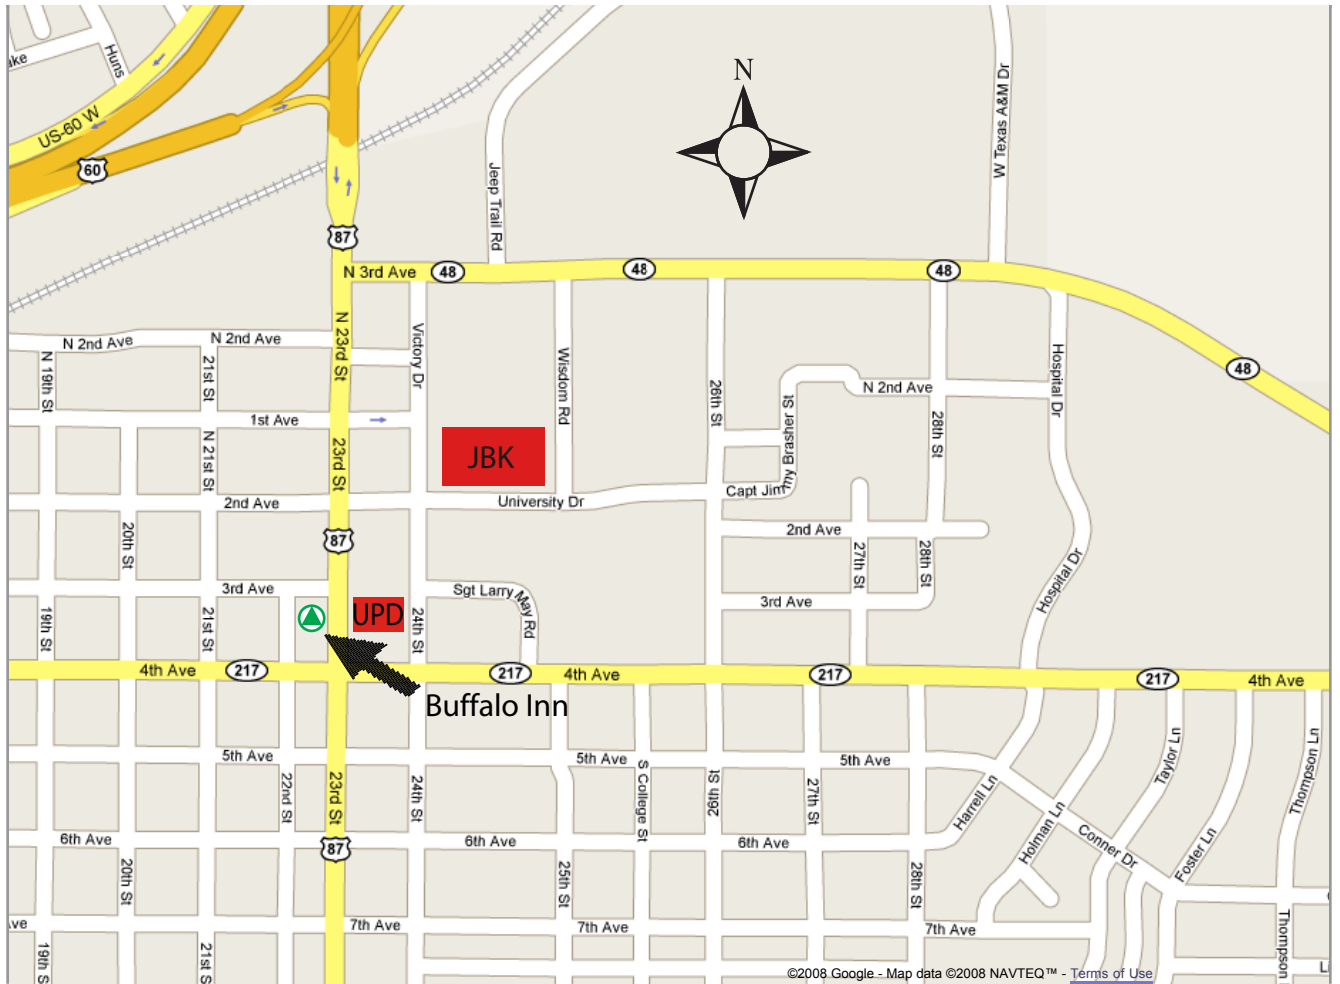 ke
Huns
US-60 W
60
N
W Texas A&M Dr
Jeep Trail Rd
87
N 3rd Ave
48
48
48
48
N 2nd Ave
N 2nd Ave
N 19th St
21st St
N 23rd St
Victory Dr
Wisdom Rd
26th St
Capt Jimmy Brasher St
N 2nd Ave
28th St
Hospital Dr
1st Ave
N 21st St
23rd St
JBK
2nd Ave
University Dr
87
20th St
2nd Ave
27th St
28th St
Hospital Dr
3rd Ave
Sgt Larry May Rd
3rd Ave
UPD
19th St
21st St
24th St
4th Ave
217
217
4th Ave
217
217
4th Ave
Buffalo Inn
5th Ave
5th Ave
5th Ave
22nd St
23rd St
24th St
S College St
26th St
27th St
Harrell Ln
Holman Ln
Taylor Ln
Foster Ln
Thompson Ln
Conner Dr
6th Ave
87
6th Ave
6th Ave
20th St
25th St
28th St
ve
7th Ave
7th Ave
7th Ave
19th S
21st S
Thompson
Li
©2008 Google - Map data ©2008 NAVTEQ™ - Terms of Use